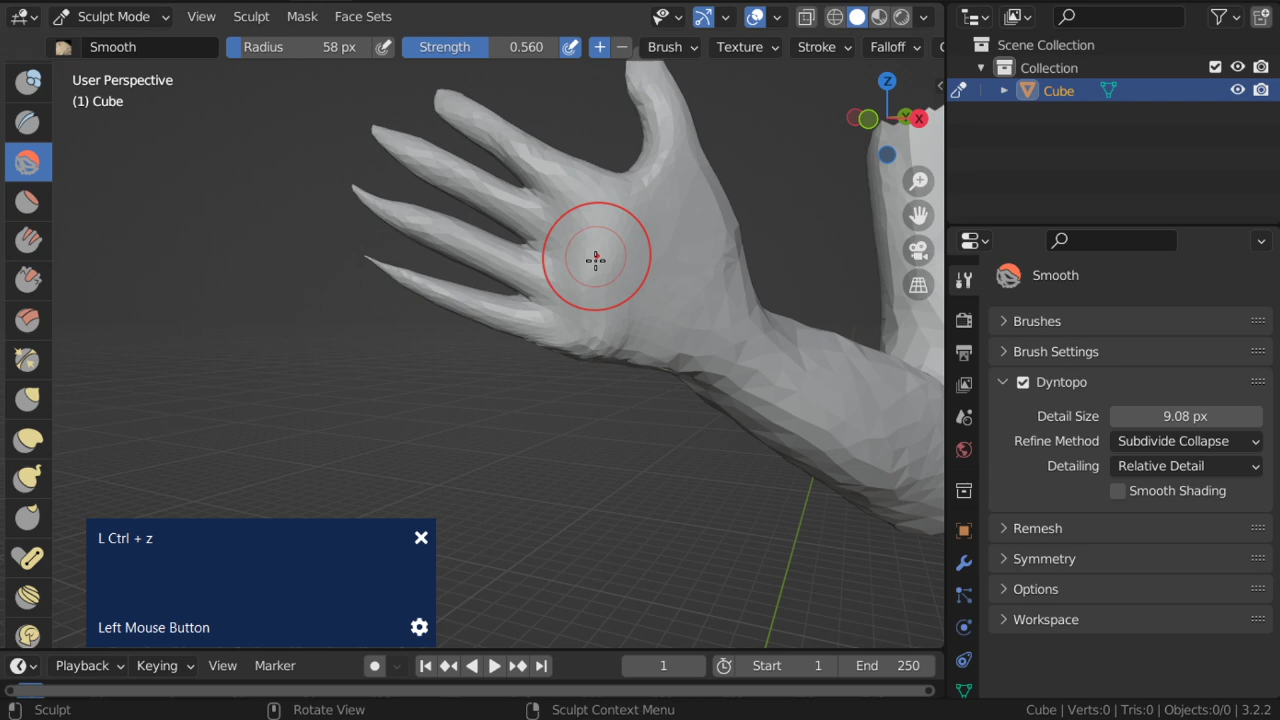 Sculpt Mode View Sculpt Mask Face Sets
Smooth Radius 58 px Strength 0.560 Brush Texture Stroke Falloff
User Perspective
(1) Cube
Z
Y X
Scene Collection
Collection
Cube
Smooth
Brushes
Brush Settings
Dyntopo
Detail Size 9.08 px
Refine Method Subdivide Collapse
Detailing Relative Detail
Smooth Shading
Remesh
Symmetry
Options
Workspace
L Ctrl + z
Left Mouse Button
Playback Keying View Marker 1 Start 1 End 250
Sculpt Rotate View Sculpt Context Menu Cube | Verts:0 | Tris:0 | Objects:0/0 | 3.2.2